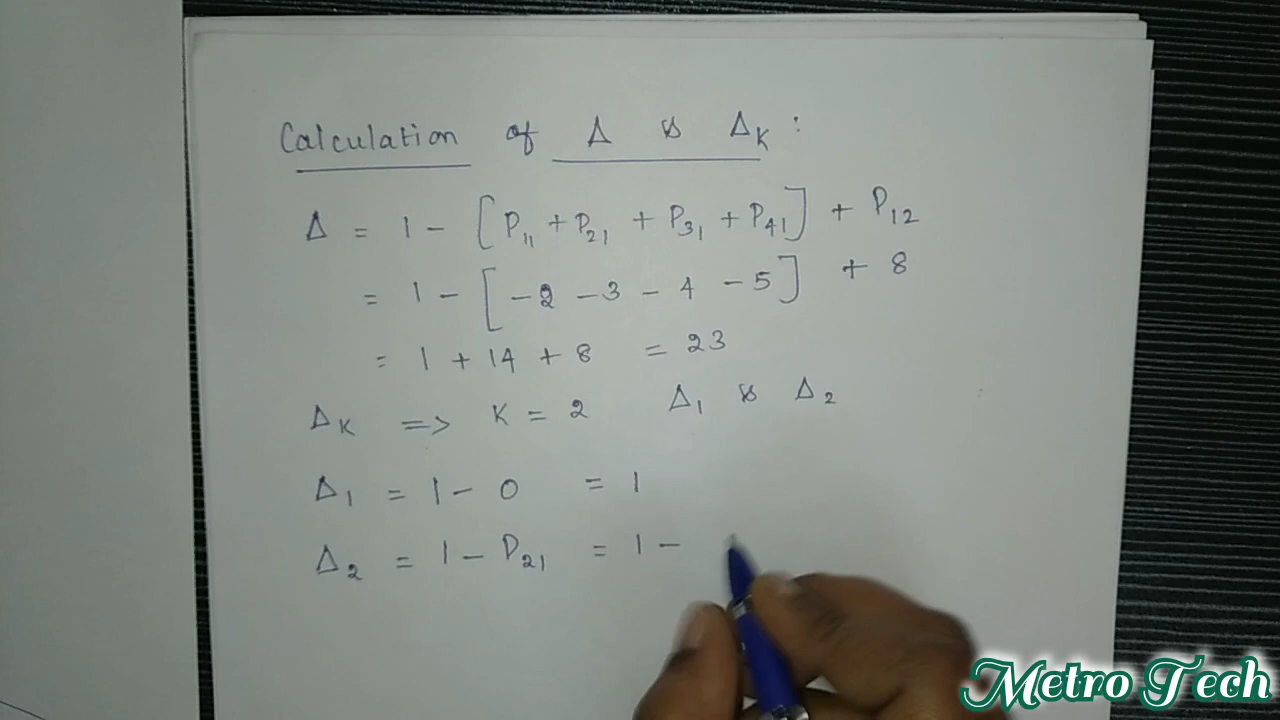 Calculation of Δ & Δ_K :
Δ = 1 - [P_11 + P_21 + P_31 + P_41] + P_12
= 1 - [-2 -3 - 4 -5] + 8
= 1 + 14 + 8 = 23
Δ_K => K = 2 Δ_1 & Δ_2
Δ_1 = 1 - 0 = 1
Δ_2 = 1 - P_21 = 1 -
Metro Tech